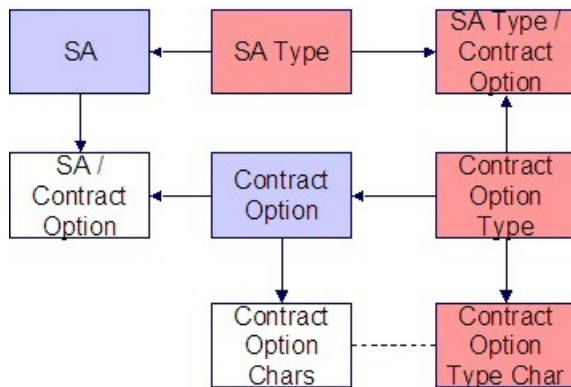 SA
SA Type
SA Type /
Contract
Option
SA /
Contract
Option
Contract
Option
Contract
Option
Type
Contract
Option
Chars
Contract
Option
Type Char